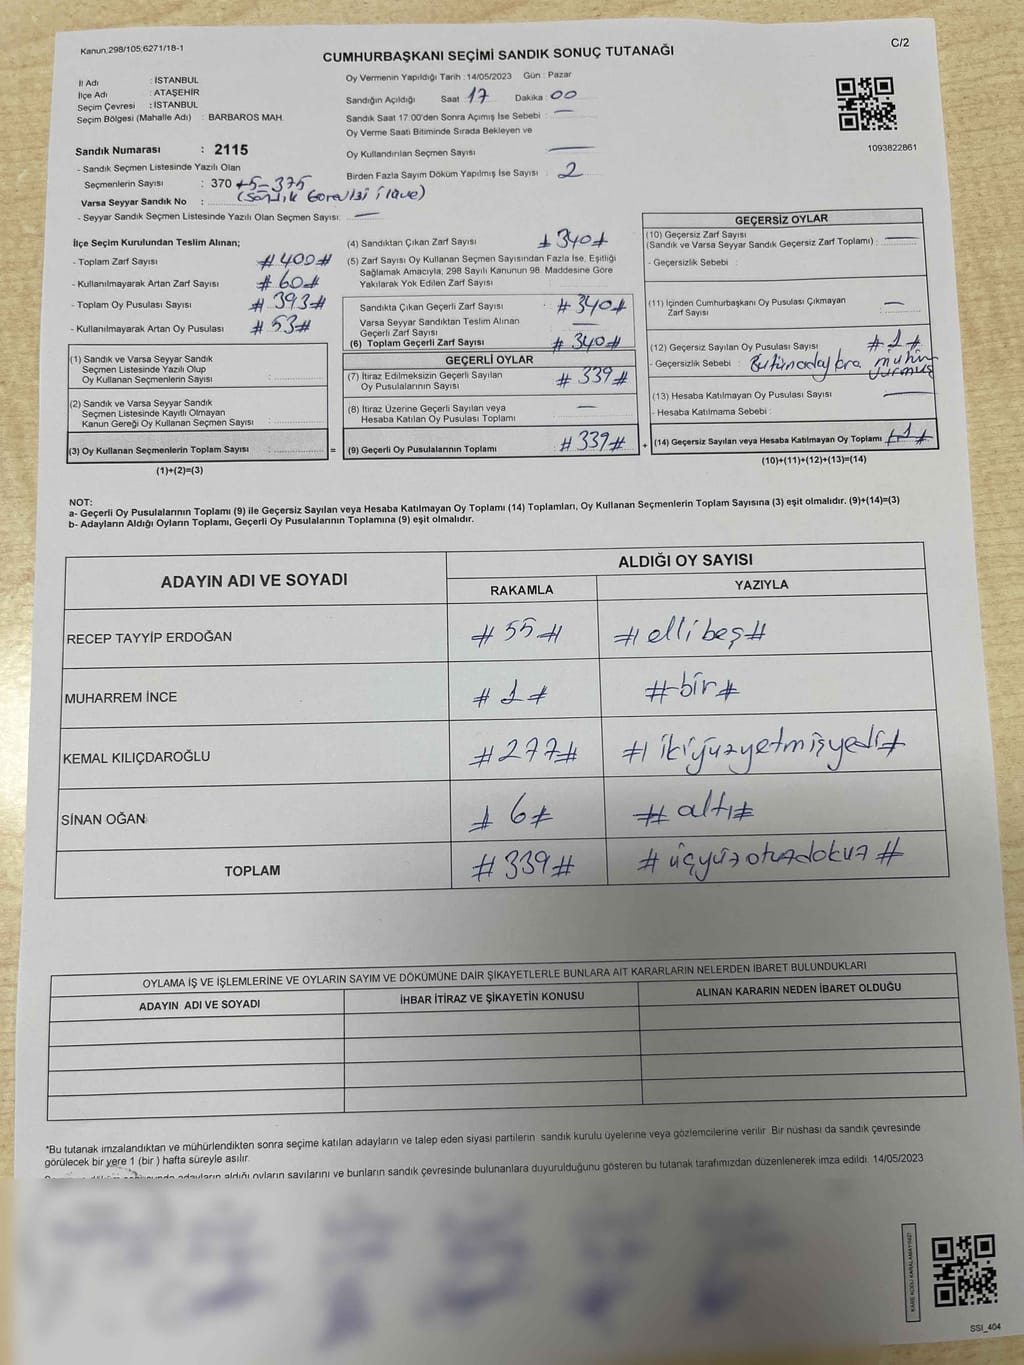 Kanun;298/105;6271/18-1
C/2
CUMHURBAŞKANI SEÇİMİ SANDIK SONUÇ TUTANAĞI
İl Adı : İSTANBUL
İlçe Adı : ATAŞEHİR
Seçim Çevresi : İSTANBUL
Seçim Bölgesi (Mahalle Adı) : BARBAROS MAH.
Sandık Numarası : 2115
- Sandık Seçmen Listesinde Yazılı Olan
Seçmenlerin Sayısı : 370 +5=375
(Sandık Görevlisi ilave)
Varsa Seyyar Sandık No :
- Seyyar Sandık Seçmen Listesinde Yazılı Olan Seçmen Sayısı: —
Oy Vermenin Yapıldığı Tarih : 14/05/2023 Gün : Pazar
Sandığın Açıldığı Saat 17 Dakika 00
Sandık Saat 17:00'den Sonra Açımış İse Sebebi : —
Oy Verme Saati Bitiminde Sırada Bekleyen ve
Oy Kullandırılan Seçmen Sayısı —
Birden Fazla Sayım Döküm Yapılmış İse Sayısı : 2
1093822861
İlçe Seçim Kurulundan Teslim Alınan;
- Toplam Zarf Sayısı #400#
- Kullanılmayarak Artan Zarf Sayısı #60#
- Toplam Oy Pusulası Sayısı #393#
- Kullanılmayarak Artan Oy Pusulası #53#
(1) Sandık ve Varsa Seyyar Sandık
Seçmen Listesinde Yazılı Olup
Oy Kullanan Seçmenlerin Sayısı :
(2) Sandık ve Varsa Seyyar Sandık
Seçmen Listesinde Kayıtlı Olmayan
Kanun Gereği Oy Kullanan Seçmen Sayısı :
(3) Oy Kullanan Seçmenlerin Toplam Sayısı : =
(1)+(2)=(3)
(4) Sandıktan Çıkan Zarf Sayısı #340#
(5) Zarf Sayısı Oy Kullanan Seçmen Sayısından Fazla İse, Eşitliği
Sağlamak Amacıyla; 298 Sayılı Kanunun 98. Maddesine Göre
Yakılarak Yok Edilen Zarf Sayısı :
Sandıkta Çıkan Geçerli Zarf Sayısı : #340#
Varsa Seyyar Sandıktan Teslim Alınan
Geçerli Zarf Sayısı : —
(6) Toplam Geçerli Zarf Sayısı : #340#
GEÇERLİ OYLAR
(7) İtiraz Edilmeksizin Geçerli Sayılan
Oy Pusulalarının Sayısı : #339#
(8) İtiraz Üzerine Geçerli Sayılan veya
Hesaba Katılan Oy Pusulası Toplamı —
(9) Geçerli Oy Pusulalarının Toplamı #339# +
GEÇERSİZ OYLAR
(10) Geçersiz Zarf Sayısı
(Sandık ve Varsa Seyyar Sandık Geçersiz Zarf Toplamı) : —
- Geçersizlik Sebebi :
(11) İçinden Cumhurbaşkanı Oy Pusulası Çıkmayan
Zarf Sayısı : —
(12) Geçersiz Sayılan Oy Pusulası Sayısı : #1#
- Geçersizlik Sebebi : Bütün adaylara mühür
vurmuş
(13) Hesaba Katılmayan Oy Pusulası Sayısı : —
- Hesaba Katılmama Sebebi :
(14) Geçersiz Sayılan veya Hesaba Katılmayan Oy Toplamı #1#
(10)+(11)+(12)+(13)=(14)
NOT:
a- Geçerli Oy Pusulalarının Toplamı (9) ile Geçersiz Sayılan veya Hesaba Katılmayan Oy Toplamı (14) Toplamları, Oy Kullanan Seçmenlerin Toplam Sayısına (3) eşit olmalıdır. (9)+(14)=(3)
b- Adayların Aldığı Oyların Toplamı, Geçerli Oy Pusulalarının Toplamına (9) eşit olmalıdır.
ADAYIN ADI VE SOYADI
ALDIĞI OY SAYISI
RAKAMLA YAZIYLA
RECEP TAYYİP ERDOĞAN #55# #ellibeş#
MUHARREM İNCE #1# #bir#
KEMAL KILIÇDAROĞLU #277# #ikiyüzyetmişyedi#
SİNAN OĞAN #6# #altı#
TOPLAM #339# #üçyüzotuzdokuz#
OYLAMA İŞ VE İŞLEMLERİNE VE OYLARIN SAYIM VE DÖKÜMÜNE DAİR ŞİKAYETLERLE BUNLARA AİT KARARLARIN NELERDEN İBARET BULUNDUKLARI
ADAYIN ADI VE SOYADI İHBAR İTİRAZ VE ŞİKAYETİN KONUSU ALINAN KARARIN NEDEN İBARET OLDUĞU
*Bu tutanak imzalandıktan ve mühürlendikten sonra seçime katılan adayların ve talep eden siyasi partilerin sandık kurulu üyelerine veya gözlemcilerine verilir. Bir nüshası da sandık çevresinde
görülecek bir yere 1 (bir ) hafta süreyle asılır.
adayların aldığı oyların sayılarını ve bunların sandık çevresinde bulunanlara duyurulduğunu gösteren bu tutanak tarafımızdan düzenlenerek imza edildi. 14/05/2023
KARE KODU KARALAMAYINIZ!
SSI_404